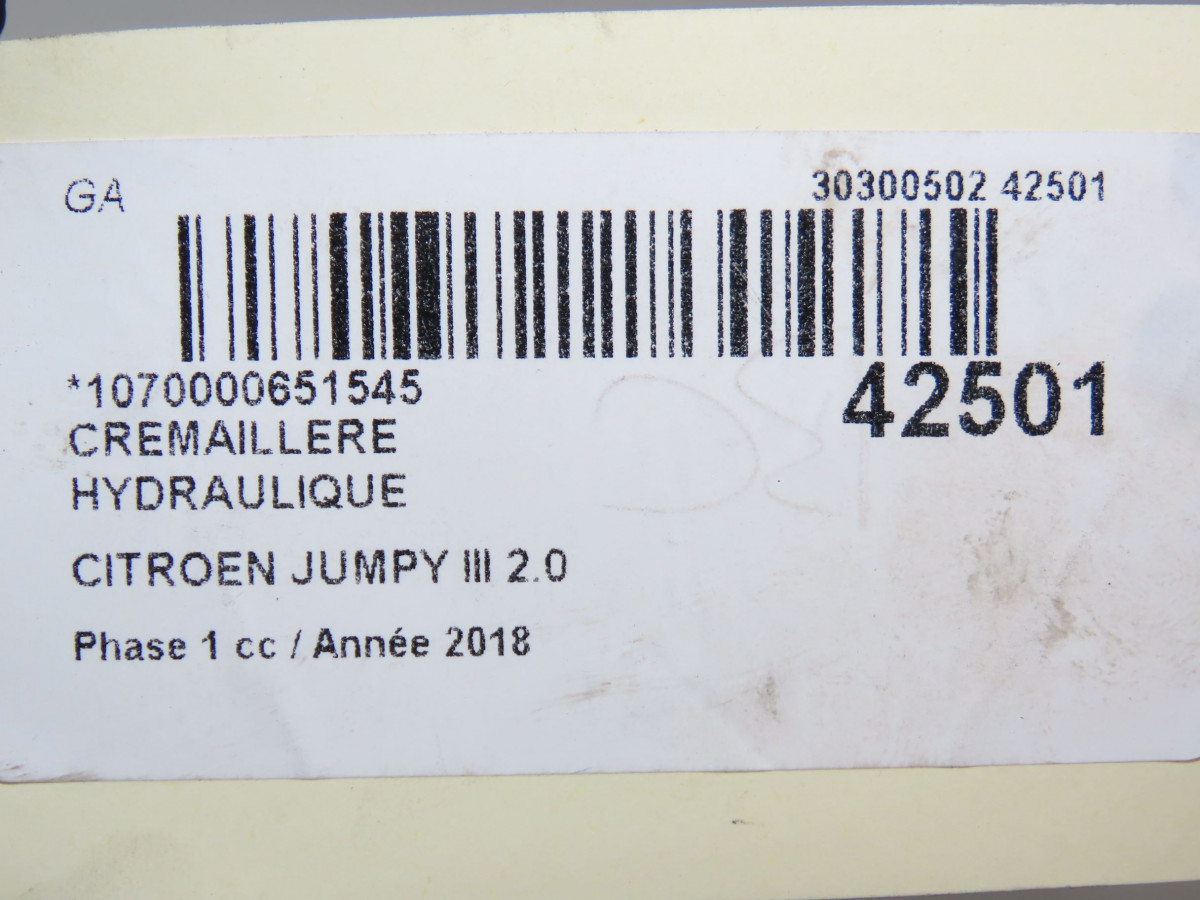 GA
30300502 42501
*1070000651545
42501
CREMAILLERE
HYDRAULIQUE
CITROEN JUMPY III 2.0
Phase 1 cc / Année 2018